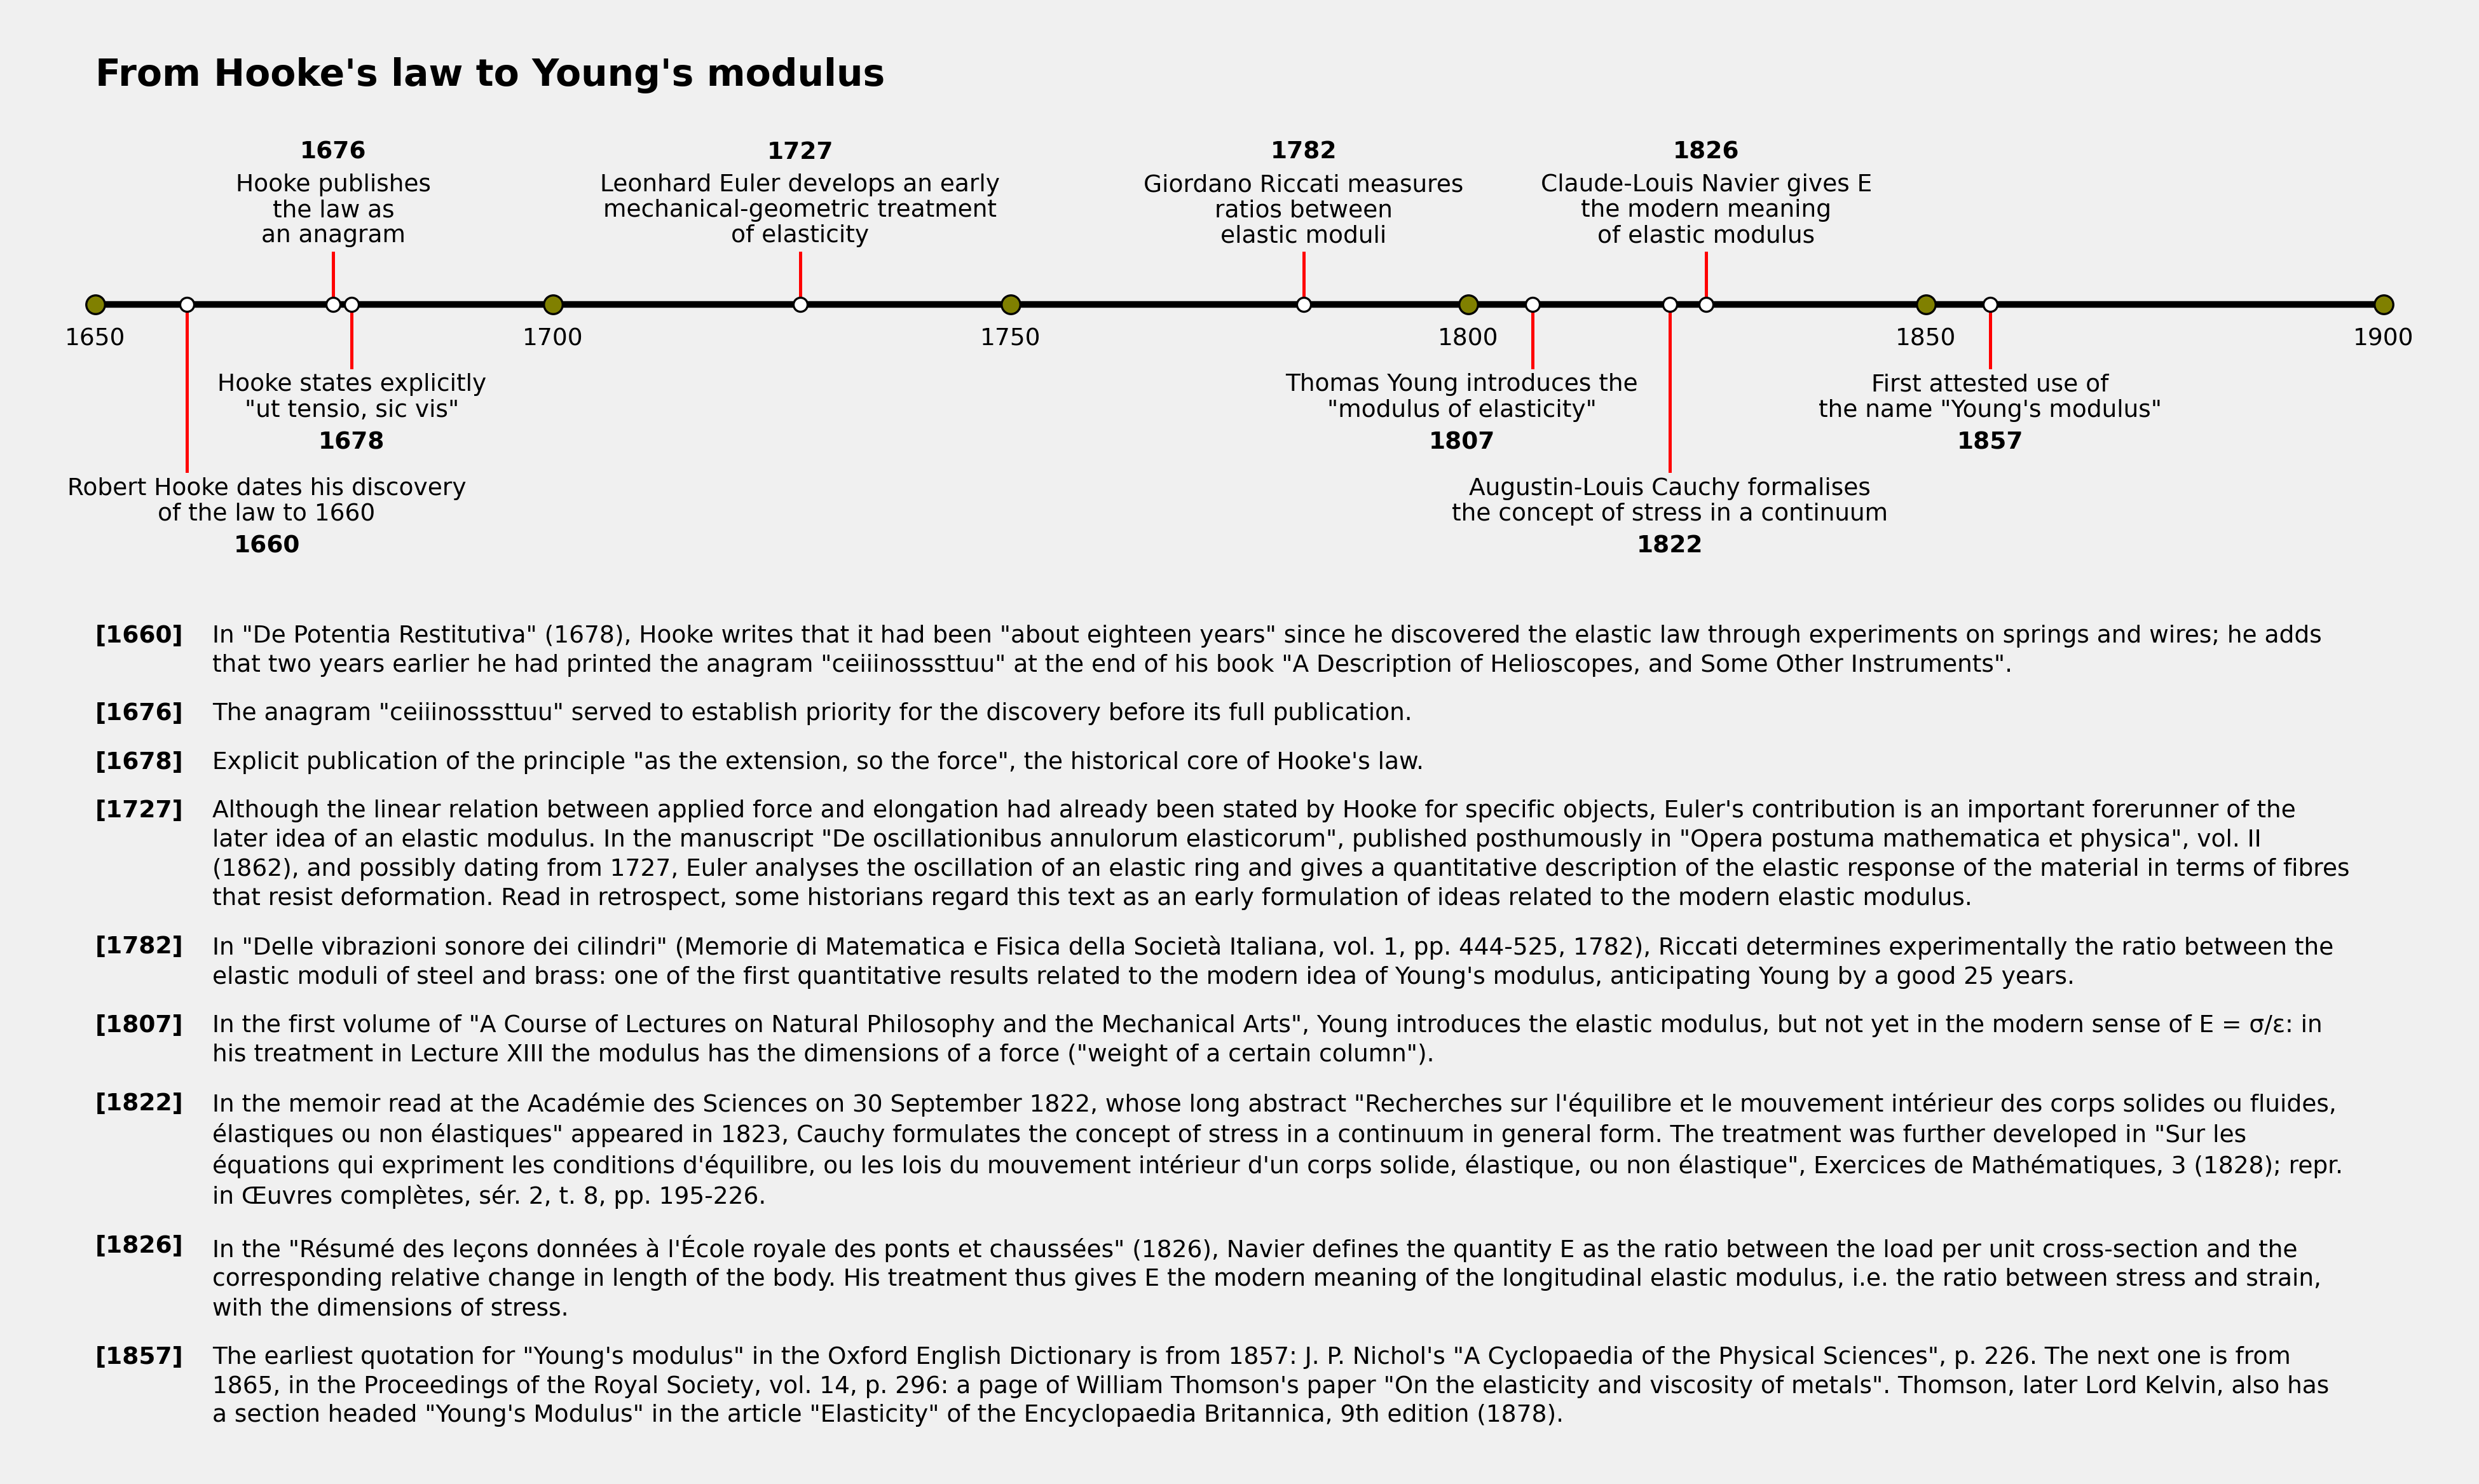 From Hooke's law to Young's modulus
1676
Hooke publishes
the law as
an anagram
1727
Leonhard Euler develops an early
mechanical-geometric treatment
of elasticity
1782
Giordano Riccati measures
ratios between
elastic moduli
1826
Claude-Louis Navier gives E
the modern meaning
of elastic modulus
1650
1700
1750
1800
1850
1900
Hooke states explicitly
"ut tensio, sic vis"
1678
Thomas Young introduces the
"modulus of elasticity"
1807
First attested use of
the name "Young's modulus"
1857
Robert Hooke dates his discovery
of the law to 1660
1660
Augustin-Louis Cauchy formalises
the concept of stress in a continuum
1822
[1660] In "De Potentia Restitutiva" (1678), Hooke writes that it had been "about eighteen years" since he discovered the elastic law through experiments on springs and wires; he adds
that two years earlier he had printed the anagram "ceiiinosssttuu" at the end of his book "A Description of Helioscopes, and Some Other Instruments".
[1676] The anagram "ceiiinosssttuu" served to establish priority for the discovery before its full publication.
[1678] Explicit publication of the principle "as the extension, so the force", the historical core of Hooke's law.
[1727] Although the linear relation between applied force and elongation had already been stated by Hooke for specific objects, Euler's contribution is an important forerunner of the
later idea of an elastic modulus. In the manuscript "De oscillationibus annulorum elasticorum", published posthumously in "Opera postuma mathematica et physica", vol. II
(1862), and possibly dating from 1727, Euler analyses the oscillation of an elastic ring and gives a quantitative description of the elastic response of the material in terms of fibres
that resist deformation. Read in retrospect, some historians regard this text as an early formulation of ideas related to the modern elastic modulus.
[1782] In "Delle vibrazioni sonore dei cilindri" (Memorie di Matematica e Fisica della Società Italiana, vol. 1, pp. 444-525, 1782), Riccati determines experimentally the ratio between the
elastic moduli of steel and brass: one of the first quantitative results related to the modern idea of Young's modulus, anticipating Young by a good 25 years.
[1807] In the first volume of "A Course of Lectures on Natural Philosophy and the Mechanical Arts", Young introduces the elastic modulus, but not yet in the modern sense of E = σ/ε: in
his treatment in Lecture XIII the modulus has the dimensions of a force ("weight of a certain column").
[1822] In the memoir read at the Académie des Sciences on 30 September 1822, whose long abstract "Recherches sur l'équilibre et le mouvement intérieur des corps solides ou fluides,
élastiques ou non élastiques" appeared in 1823, Cauchy formulates the concept of stress in a continuum in general form. The treatment was further developed in "Sur les
équations qui expriment les conditions d'équilibre, ou les lois du mouvement intérieur d'un corps solide, élastique, ou non élastique", Exercices de Mathématiques, 3 (1828); repr.
in Œuvres complètes, sér. 2, t. 8, pp. 195-226.
[1826] In the "Résumé des leçons données à l'École royale des ponts et chaussées" (1826), Navier defines the quantity E as the ratio between the load per unit cross-section and the
corresponding relative change in length of the body. His treatment thus gives E the modern meaning of the longitudinal elastic modulus, i.e. the ratio between stress and strain,
with the dimensions of stress.
[1857] The earliest quotation for "Young's modulus" in the Oxford English Dictionary is from 1857: J. P. Nichol's "A Cyclopaedia of the Physical Sciences", p. 226. The next one is from
1865, in the Proceedings of the Royal Society, vol. 14, p. 296: a page of William Thomson's paper "On the elasticity and viscosity of metals". Thomson, later Lord Kelvin, also has
a section headed "Young's Modulus" in the article "Elasticity" of the Encyclopaedia Britannica, 9th edition (1878).